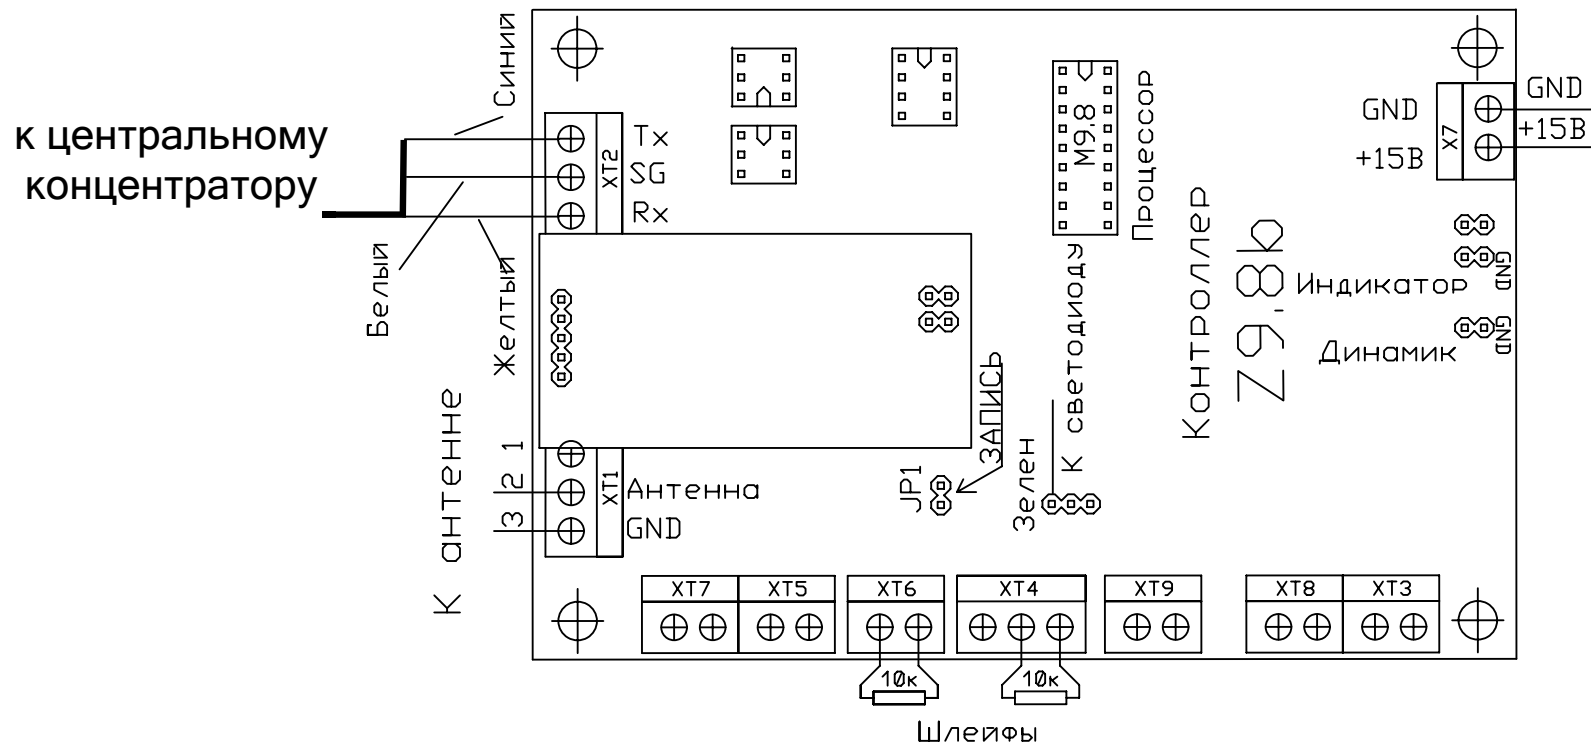 Синий
к центральному
концентратору
Белый
Желтый
Tx
SG
Rx
XT2
M9.8
Процессор
GND
+15В
X7
GND
+15В
Контроллер
Z9.8b
Индикатор
GND
Динамик
GND
К антенне
1
2
3
XT1
Антенна
GND
JP1
ЗАПИСЬ
Зелен
К светодиоду
XT7
XT5
XT6
XT4
XT9
XT8
XT3
10к
10к
Шлейфы